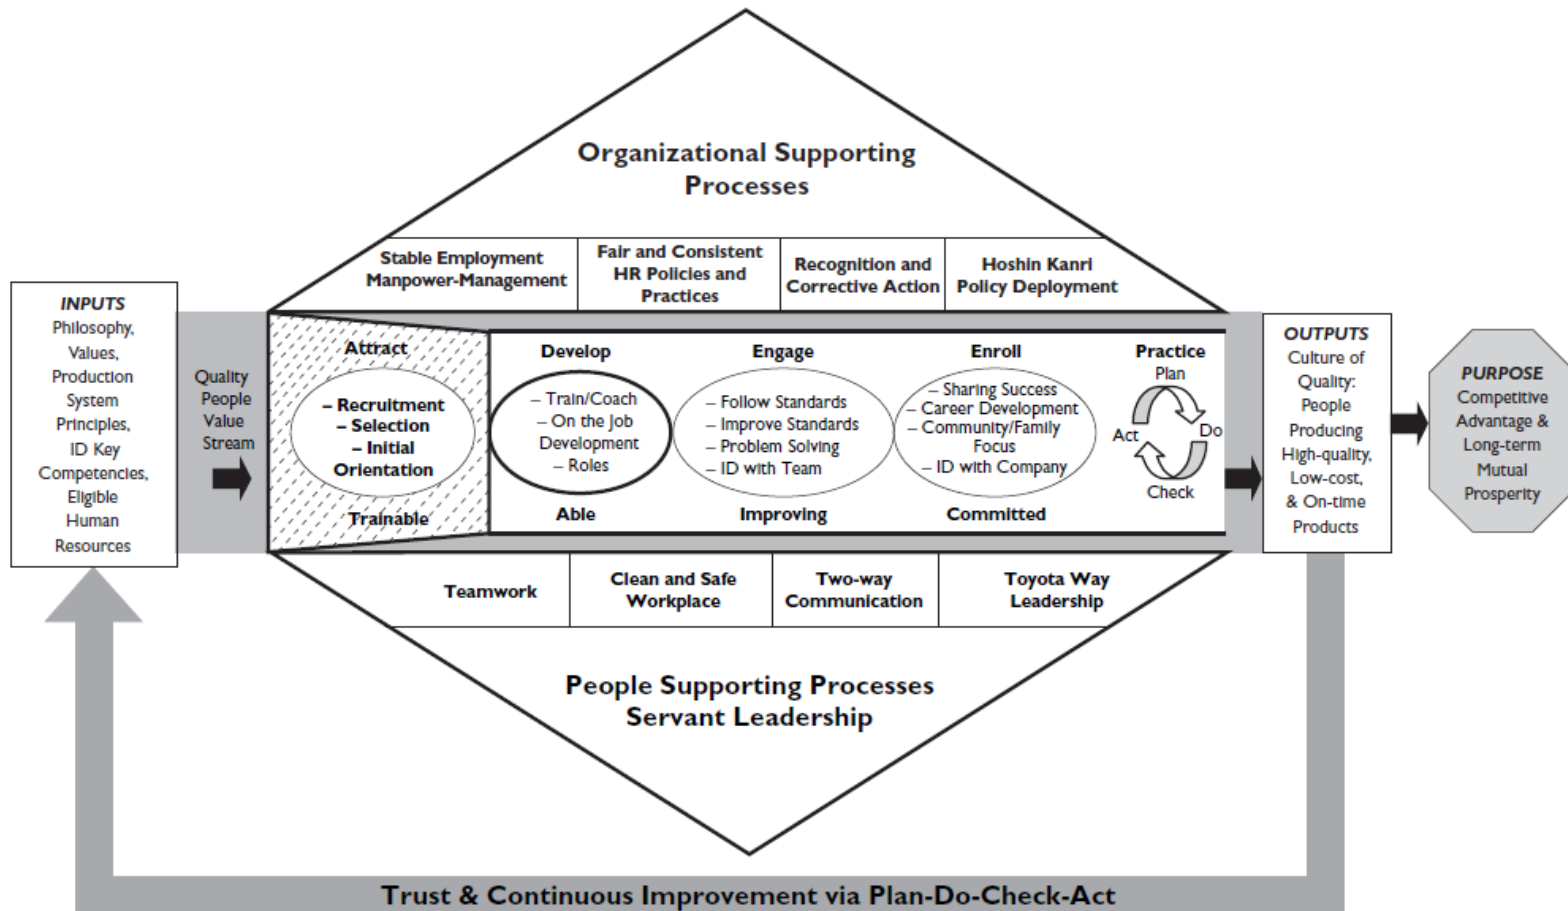 Organizational Supporting
Processes
Stable Employment
Manpower-Management
Fair and Consistent
HR Policies and
Practices
Recognition and
Corrective Action
Hoshin Kanri
Policy Deployment
INPUTS
Philosophy,
Values,
Production
System
Principles,
ID Key
Competencies,
Eligible
Human
Resources
Quality
People
Value
Stream
Attract
– Recruitment
– Selection
– Initial
Orientation
Trainable
Develop
– Train/Coach
– On the Job
Development
– Roles
Able
Engage
– Follow Standards
– Improve Standards
– Problem Solving
– ID with Team
Improving
Enroll
– Sharing Success
– Career Development
– Community/Family
Focus
– ID with Company
Committed
Practice
Plan
Do
Check
Act
OUTPUTS
Culture of
Quality:
People
Producing
High-quality,
Low-cost,
& On-time
Products
PURPOSE
Competitive
Advantage &
Long-term
Mutual
Prosperity
Teamwork
Clean and Safe
Workplace
Two-way
Communication
Toyota Way
Leadership
People Supporting Processes
Servant Leadership
Trust & Continuous Improvement via Plan-Do-Check-Act